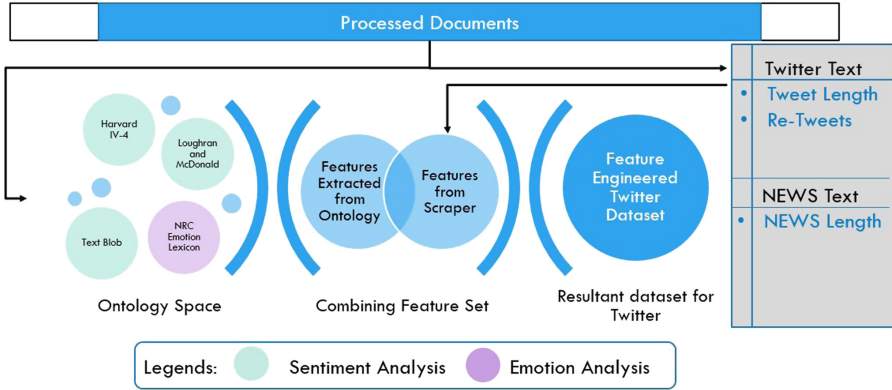 Processed Documents
Twitter Text
• Tweet Length
• Re-Tweets
NEWS Text
• NEWS Length
Harvard
IV-4
Loughran
and
McDonald
Text Blob
NRC
Emotion
Lexicon
Ontology Space
Features
Extracted
from
Ontology
Features
from
Scraper
Combining Feature Set
Feature
Engineered
Twitter
Dataset
Resultant dataset for
Twitter
Legends:
Sentiment Analysis
Emotion Analysis